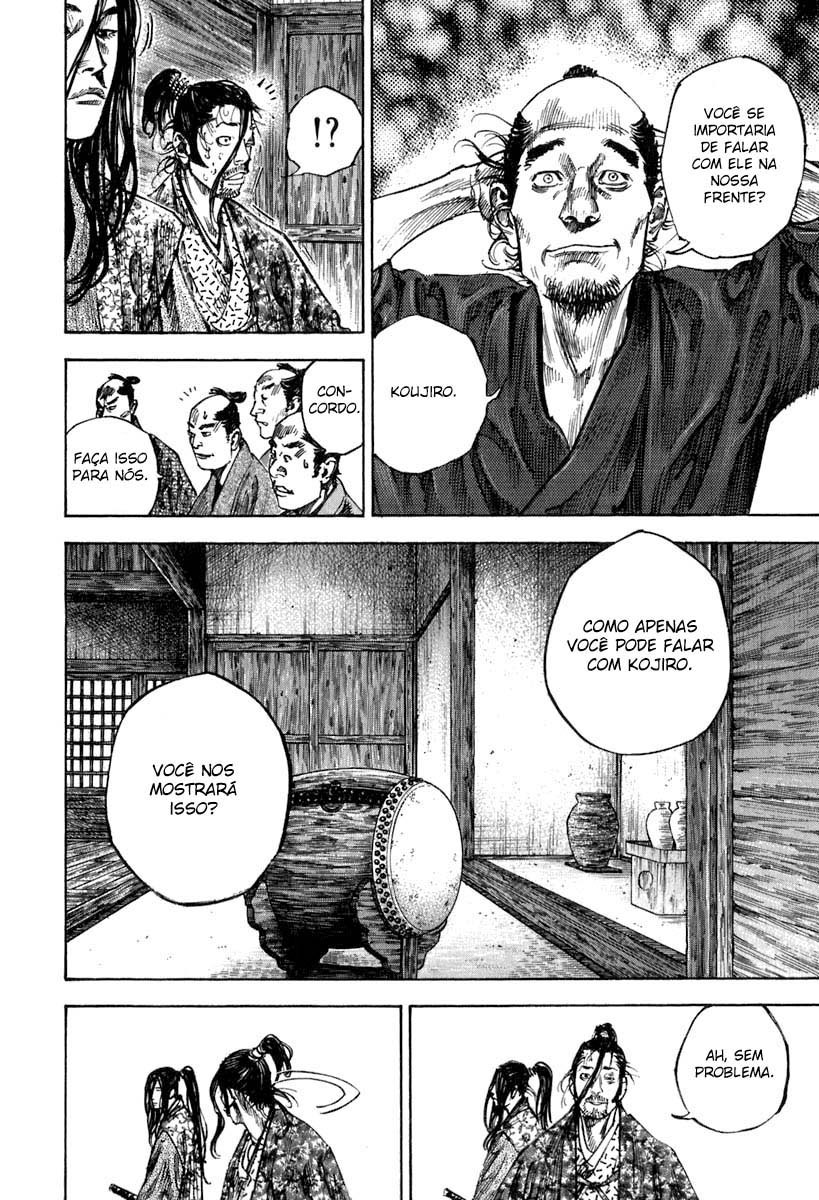 VOCÊ SE
IMPORTARIA
DE FALAR
COM ELE NA
NOSSA
FRENTE?
KOUJIRO.
!?
CON-
CORDO.
FAÇA ISSO
PARA NÓS.
COMO APENAS
VOCÊ PODE FALAR
COM KOJIRO.
VOCÊ NOS
MOSTRARÁ
ISSO?
AH, SEM
PROBLEMA.